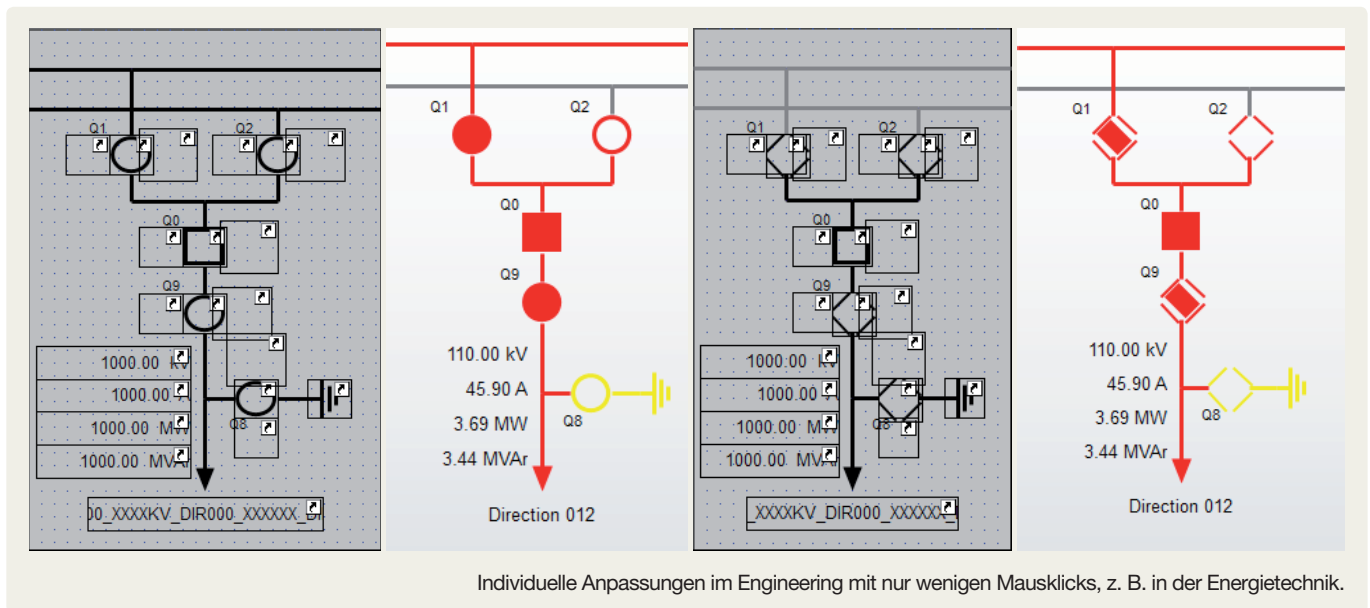 Q1
Q2
Q0
Q9
1000.00 kV
1000.00 A
1000.00 MW
1000.00 MVAr
Q8
00_XXXXKV_DIR000_XXXXXX_DI
Q1
Q2
Q0
Q9
110.00 kV
45.90 A
3.69 MW
3.44 MVAr
Q8
Direction 012
Q1
Q2
Q0
Q9
1000.00 kV
1000.00 A
1000.00 MW
1000.00 MVAr
Q8
_XXXXKV_DIR000_XXXXXX_
Q1
Q2
Q0
Q9
110.00 kV
45.90 A
3.69 MW
3.44 MVAr
Q8
Direction 012
Individuelle Anpassungen im Engineering mit nur wenigen Mausklicks, z. B. in der Energietechnik.